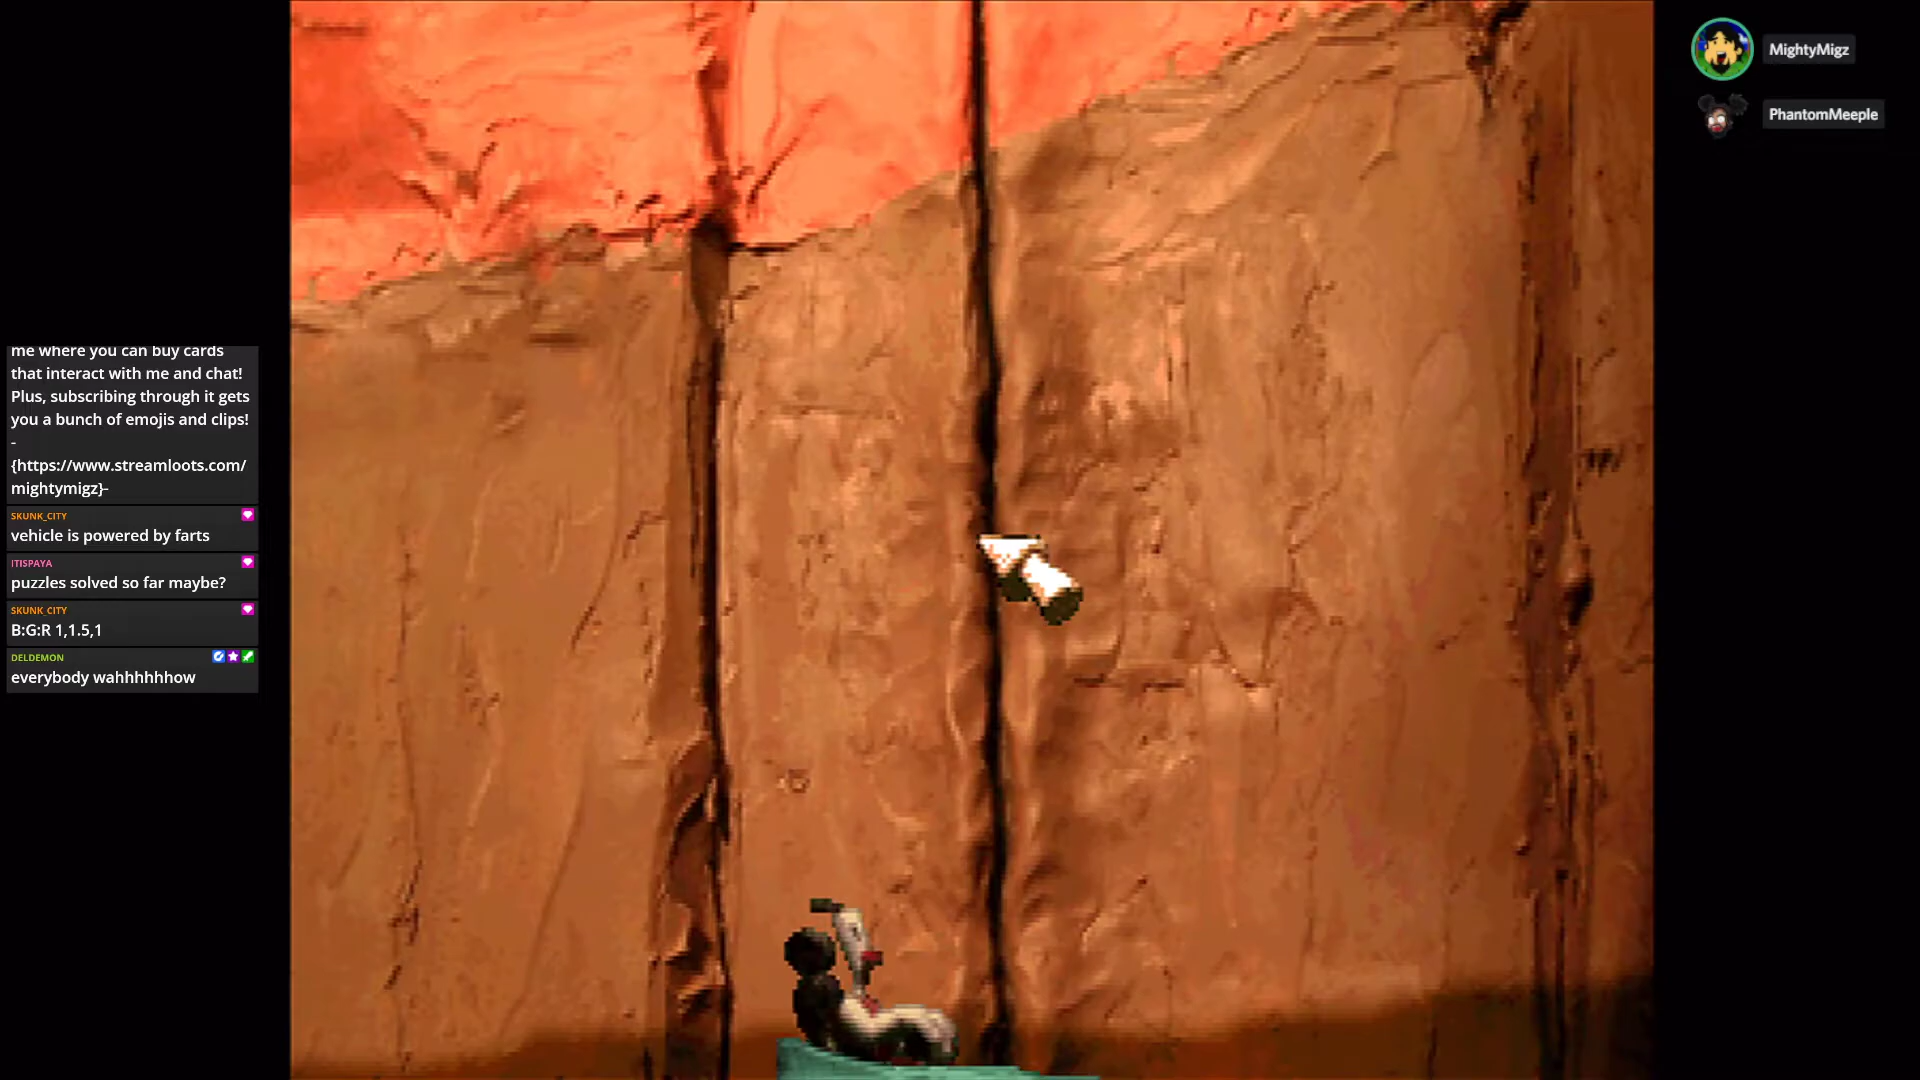 MightyMigz
PhantomMeeple
me where you can buy cards
that interact with me and chat!
Plus, subscribing through it gets
you a bunch of emojis and clips!
-
{https://www.streamloots.com/
mightymigz}-
SKUNK_CITY
vehicle is powered by farts
ITISPAYA
puzzles solved so far maybe?
SKUNK_CITY
B:G:R 1,1.5,1
DELDEMON
everybody wahhhhhhow